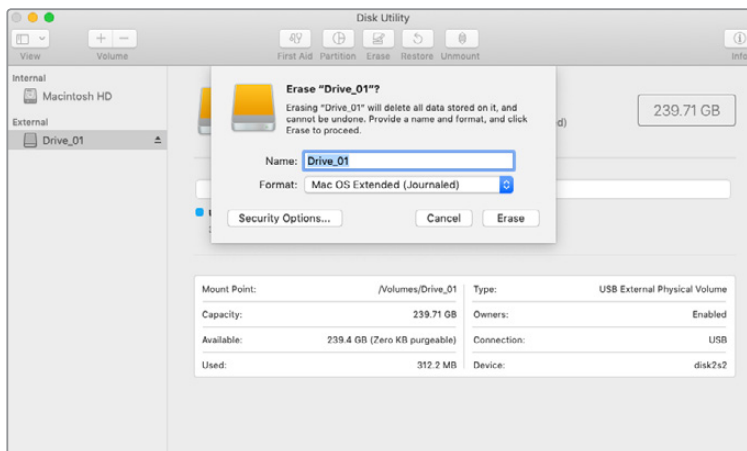 Disk Utility
View Volume First Aid Partition Erase Restore Unmount Info
Internal
Macintosh HD
External
Drive_01
Erase “Drive_01”?
Erasing “Drive_01” will delete all data stored on it, and
cannot be undone. Provide a name and format, and click
Erase to proceed.
Name: Drive_01
Format: Mac OS Extended (Journaled)
Security Options... Cancel Erase
d)
239.71 GB
Mount Point: /Volumes/Drive_01 Type: USB External Physical Volume
Capacity: 239.71 GB Owners: Enabled
Available: 239.4 GB (Zero KB purgeable) Connection: USB
Used: 312.2 MB Device: disk2s2